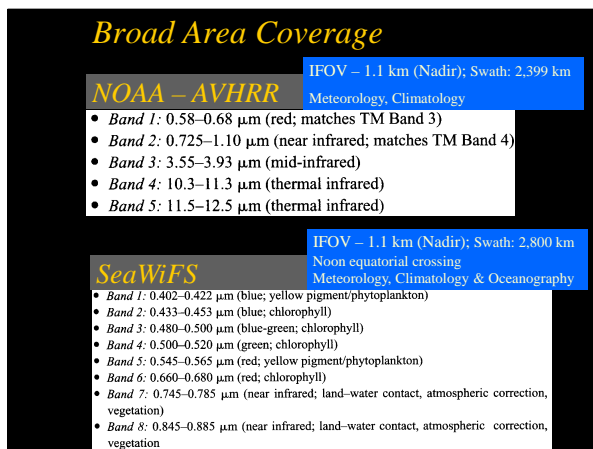 Broad Area Coverage
IFOV – 1.1 km (Nadir); Swath: 2,399 km
Meteorology, Climatology
NOAA – AVHRR
• Band 1: 0.58–0.68 μm (red; matches TM Band 3)
• Band 2: 0.725–1.10 μm (near infrared; matches TM Band 4)
• Band 3: 3.55–3.93 μm (mid-infrared)
• Band 4: 10.3–11.3 μm (thermal infrared)
• Band 5: 11.5–12.5 μm (thermal infrared)
IFOV – 1.1 km (Nadir); Swath: 2,800 km
Noon equatorial crossing
Meteorology, Climatology & Oceanography
SeaWiFS
• Band 1: 0.402–0.422 μm (blue; yellow pigment/phytoplankton)
• Band 2: 0.433–0.453 μm (blue; chlorophyll)
• Band 3: 0.480–0.500 μm (blue-green; chlorophyll)
• Band 4: 0.500–0.520 μm (green; chlorophyll)
• Band 5: 0.545–0.565 μm (red; yellow pigment/phytoplankton)
• Band 6: 0.660–0.680 μm (red; chlorophyll)
• Band 7: 0.745–0.785 μm (near infrared; land–water contact, atmospheric correction,
vegetation)
• Band 8: 0.845–0.885 μm (near infrared; land–water contact, atmospheric correction,
vegetation